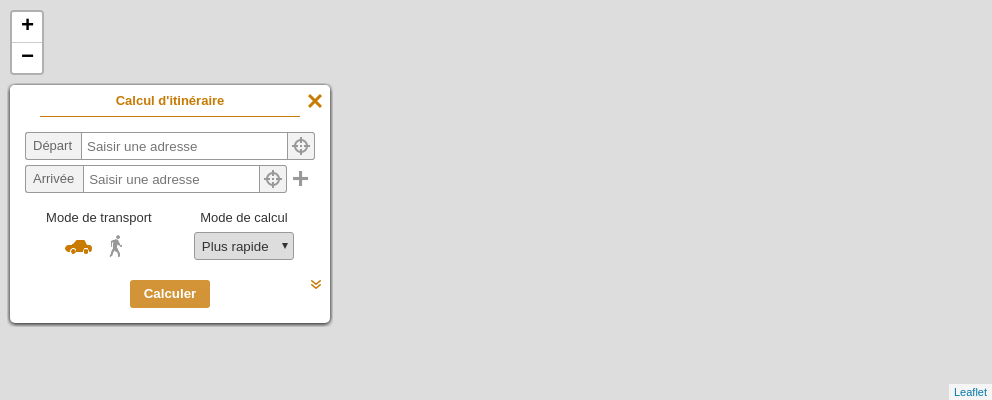 +
−
Calcul d'itinéraire
Départ Saisir une adresse
Arrivée Saisir une adresse
Mode de transport Mode de calcul
Plus rapide
Calculer
Leaflet